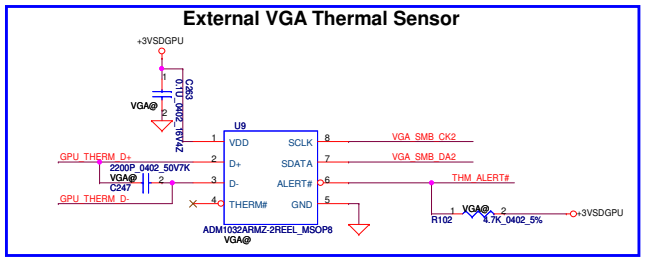 External VGA Thermal Sensor
+3VSDGPU
1
C263
0.1U_0402_16V4Z
VGA@
2
U9
1 VDD SCLK 8 VGA_SMB_CK2
GPU_THERM_D+ 2 D+ SDATA 7 VGA_SMB_DA2
2200P_0402_50V7K
VGA@
1 2 3 D- ALERT# 6 THM_ALERT#
C247
GPU_THERM_D- 4 THERM# GND 5
R102 1 VGA@ 2 +3VSDGPU
4.7K_0402_5%
ADM1032ARMZ-2REEL_MSOP8
VGA@